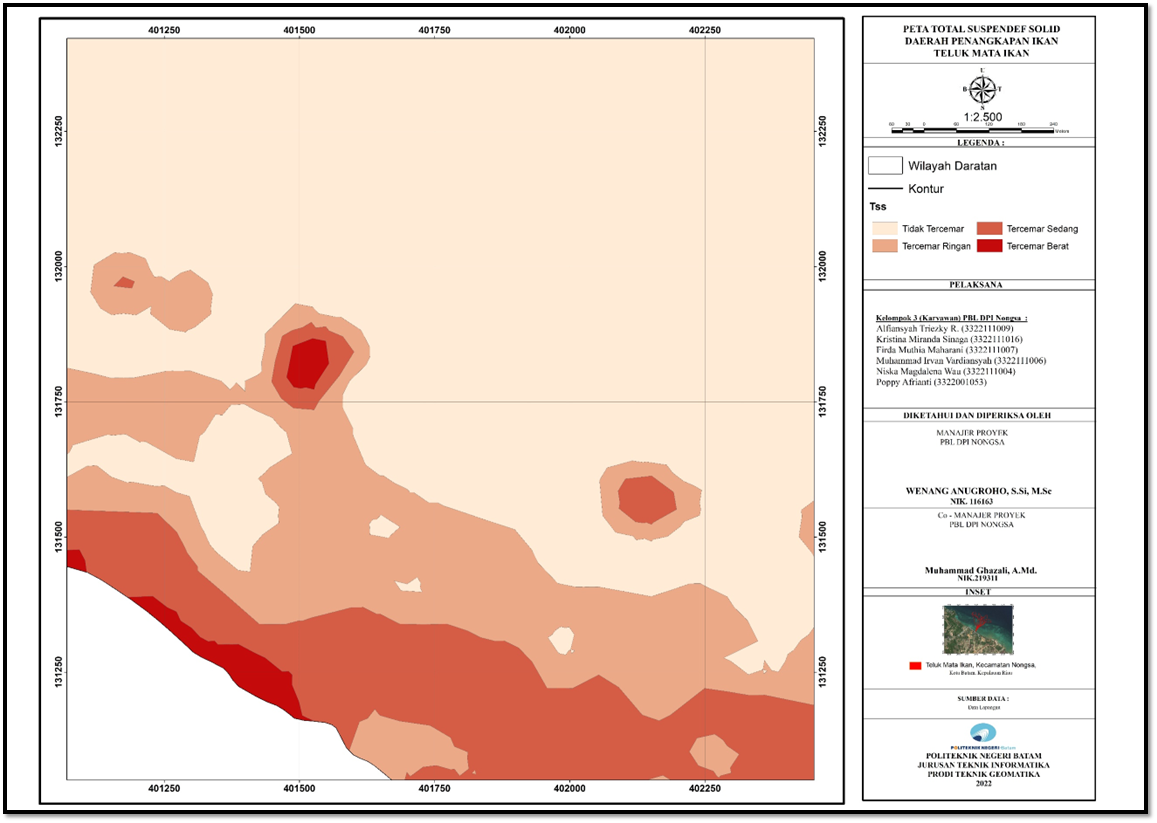 401250 401500 401750 402000 402250
132250 132250
132000 132000
131750 131750
131500 131500
131250 131250
401250 401500 401750 402000 402250
PETA TOTAL SUSPENDEF SOLID
DAERAH PENANGKAPAN IKAN
TELUK MATA IKAN
U
B T
S
1:2.500
60 30 0 60 120 180 240
LEGENDA :
Wilayah Daratan
Kontur
Tss
Tidak Tercemar Tercemar Sedang
Tercemar Ringan Tercemar Berat
PELAKSANA
Kelompok 3 (Karyawan) PBL DPI Nongsa :
Alfiansyah Triezky R. (3322111009)
Kristina Miranda Sinaga (3322111016)
Firda Muthia Maharani (3322111007)
Muhammad Irvan Vardiansyah (3322111006)
Niska Magdalena Wau (3322111004)
Poppy Afrianti (3322001053)
DIKETAHUI DAN DIPERIKSA OLEH
MANAJER PROYEK
PBL DPI NONGSA
WENANG ANUGROHO, S.Si, M.Sc
NIK. 116163
Co - MANAJER PROYEK
PBL DPI NONGSA
Muhammad Ghazali, A.Md.
NIK.219311
INSET
Teluk Mata Ikan, Kecamatan Nongsa,
Kota Batam, Kepulauan Riau
SUMBER DATA :
Data Lapangan
POLITEKNIK NEGERI Batam
POLITEKNIK NEGERI BATAM
JURUSAN TEKNIK INFORMATIKA
PRODI TEKNIK GEOMATIKA
2022